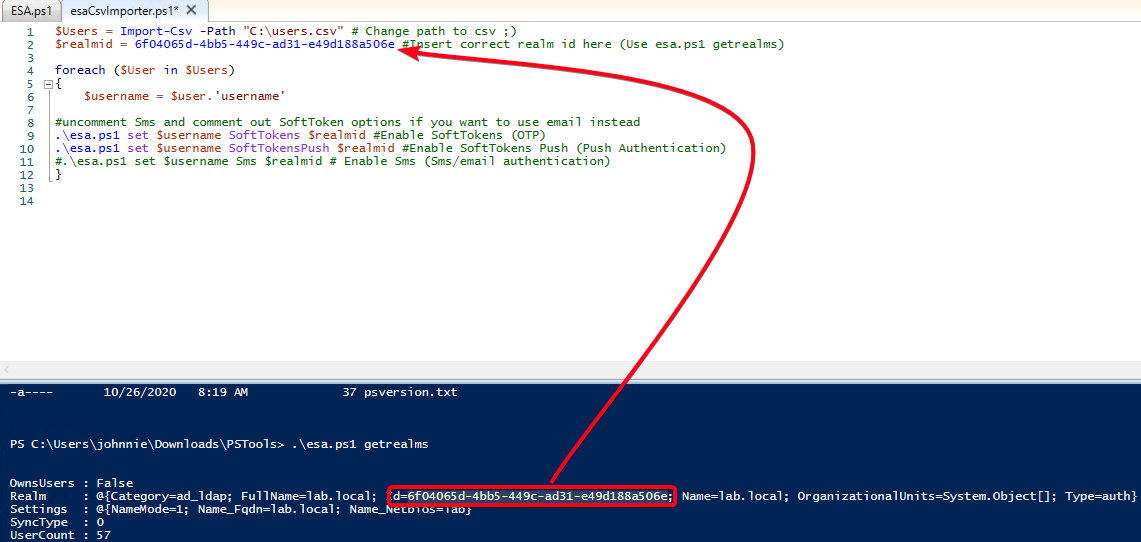 ESA.ps1 esaCsvImporter.ps1* X
1 $Users = Import-Csv -Path "C:\users.csv" # Change path to csv ;)
2 $realmid = 6f04065d-4bb5-449c-ad31-e49d188a506e #Insert correct realm id here (Use esa.ps1 getrealms)
3
4 foreach ($User in $Users)
5 {
6 $username = $user.'username'
7
8 #uncomment Sms and comment out SoftToken options if you want to use email instead
9 .\esa.ps1 set $username SoftTokens $realmid #Enable SoftTokens (OTP)
10 .\esa.ps1 set $username SoftTokensPush $realmid #Enable SoftTokens Push (Push Authentication)
11 #.\esa.ps1 set $username Sms $realmid # Enable Sms (Sms/email authentication)
12 }
13
14
-a---- 10/26/2020 8:19 AM 37 psversion.txt
PS C:\Users\johnnie\Downloads\PSTools> .\esa.ps1 getrealms
OwnsUsers : False
Realm : @{Category=ad_ldap; FullName=lab.local; Id=6f04065d-4bb5-449c-ad31-e49d188a506e; Name=lab.local; OrganizationalUnits=System.Object[]; Type=auth}
Settings : @{NameMode=1; Name_Fqdn=lab.local; Name_Netbios=lab}
SyncType : 0
UserCount : 57